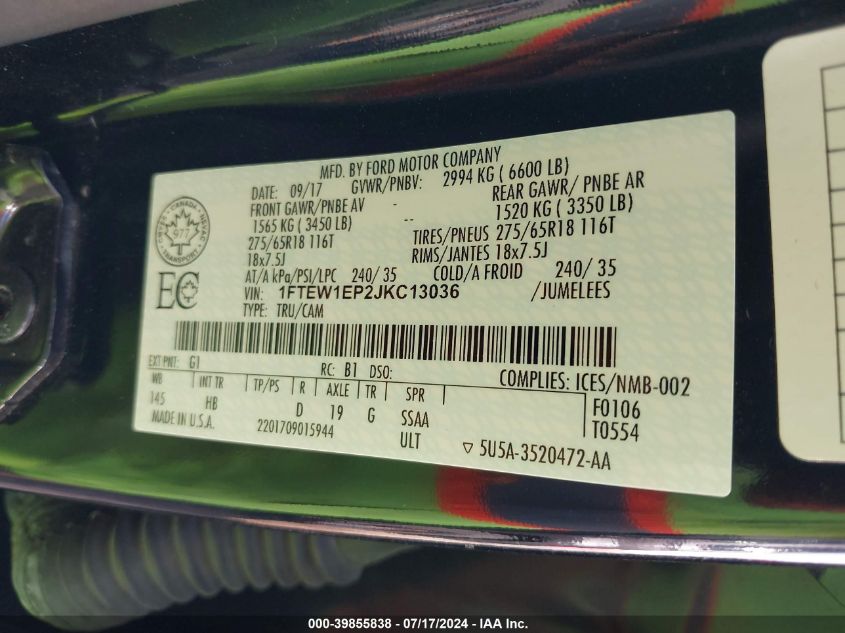 MFD. BY FORD MOTOR COMPANY
DATE: 09/17 GVWR/PNBV: 2994 KG ( 6600 LB)
FRONT GAWR/PNBE AV REAR GAWR/ PNBE AR
1565 KG ( 3450 LB) -- 1520 KG ( 3350 LB)
275/65R18 116T -- TIRES/PNEUS 275/65R18 116T
18x7.5J RIMS/JANTES 18x7.5J
AT/A kPa/PSI/LPC 240/ 35 COLD/A FROID 240/ 35
VIN: 1FTEW1EP2JKC13036 /JUMELEES
TYPE: TRU/CAM
CANADA
977
TRANSPORT
EC
EXT PNT: G1 RC: B1 DSO: COMPLIES: ICES/NMB-002
WB INT TR TP/PS R AXLE TR SPR
145 HB D 19 G SSAA F0106
MADE IN U.S.A. 2201709015944 ULT T0554
▽ 5U5A-3520472-AA
000-39855838 - 07/17/2024 - IAA Inc.